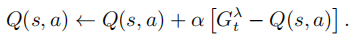 Q(s, a) ← Q(s, a) + α [G_t^λ − Q(s, a)] .